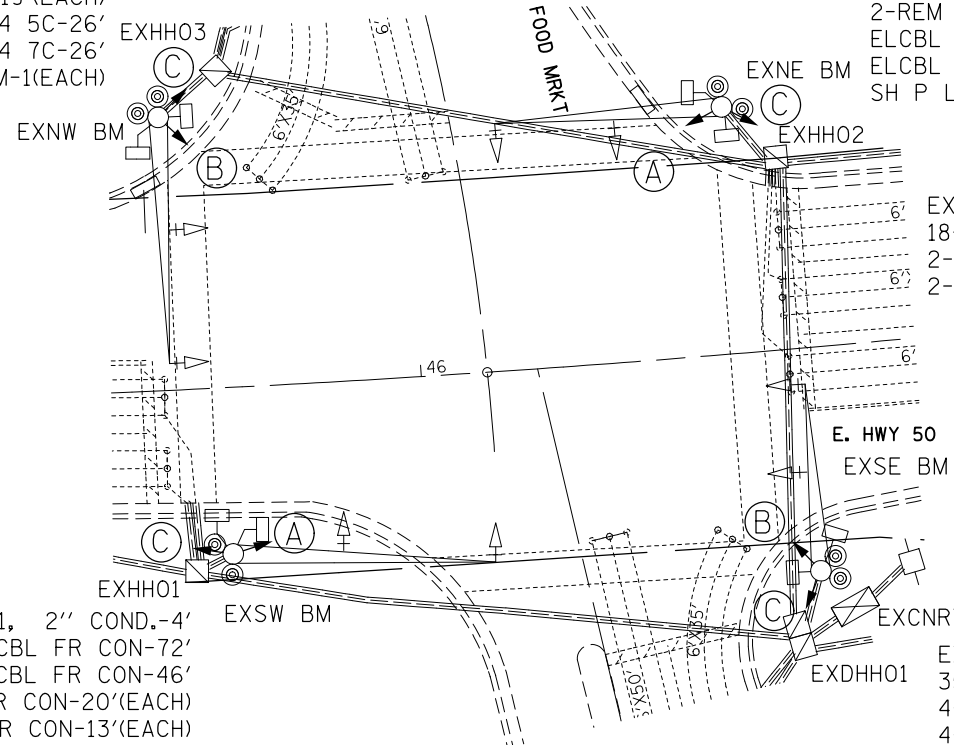 4 5C-26'
4 7C-26'
M-1(EACH)
EXHH03
C
EXNW BM
B
6'X35'
6'
FOOD MRKT
2-REM
ELCBL
ELCBL
SH P L
EXNE BM
C
EXHH02
A
6'
6'
6'
EX
18-
2-
2-
46
E. HWY 50
EXSE BM
B
C
A
C
EXHH01
EXSW BM
1, 2'' COND.-4'
CBL FR CON-72'
CBL FR CON-46'
R CON-20'(EACH)
R CON-13'(EACH)
6'X35'
'X50'
EXCNR
EXDHH01
E
3
4
4